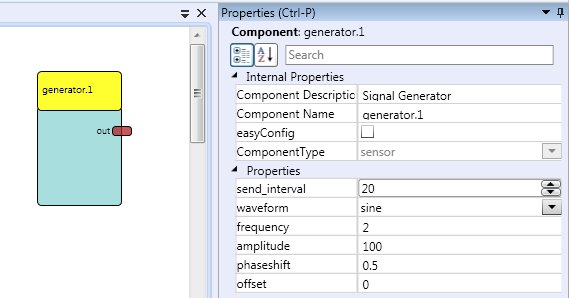 Properties (Ctrl-P)
Component: generator.1
Search
Internal Properties
Component Descriptio Signal Generator
Component Name generator.1
easyConfig
ComponentType sensor
Properties
send_interval 20
waveform sine
frequency 2
amplitude 100
phaseshift 0.5
offset 0
generator.1
out